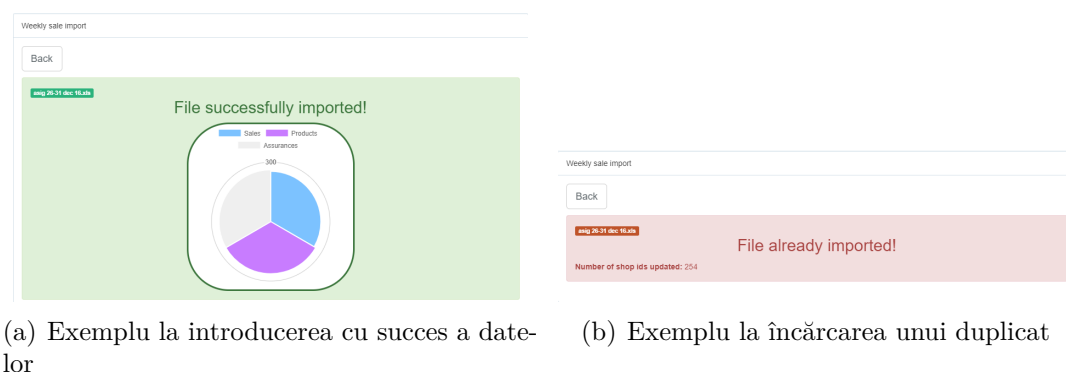 Weekly sale import
Back
asig 26-31 dec 16.xls
File successfully imported!
Sales Products
Assurances
300
(a) Exemplu la introducerea cu succes a date-
lor
Weekly sale import
Back
asig 26-31 dec 16.xls
File already imported!
Number of shop ids updated: 254
(b) Exemplu la încărcarea unui duplicat